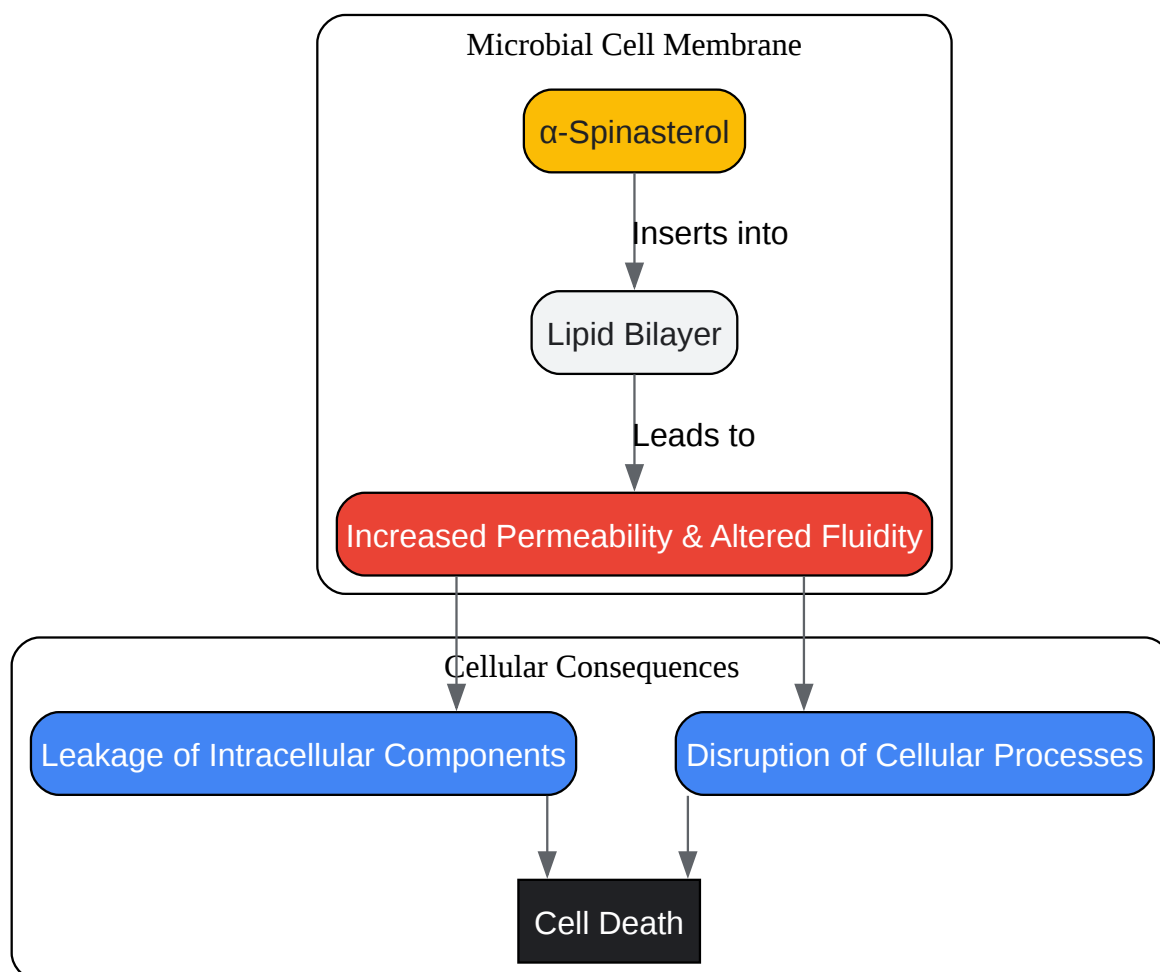 Microbial Cell Membrane
α-Spinasterol
Inserts into
Lipid Bilayer
Leads to
Increased Permeability & Altered Fluidity
Cellular Consequences
Leakage of Intracellular Components
Disruption of Cellular Processes
Cell Death